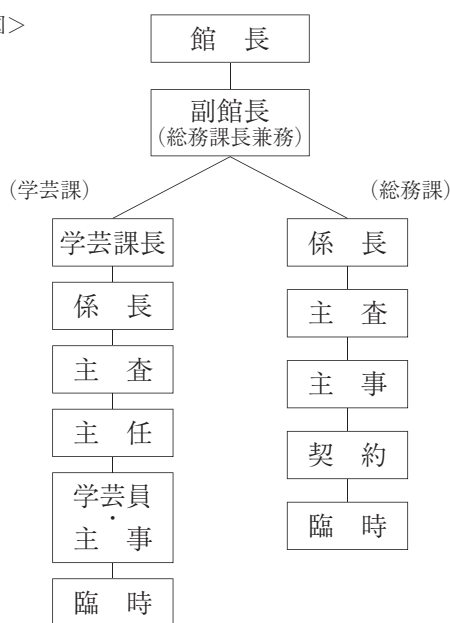 図＞
館 長
副館長
（総務課長兼務）
（学芸課）
学芸課長
係 長
主 査
主 任
学芸員
・
主 事
臨 時
（総務課）
係 長
主 査
主 事
契 約
臨 時